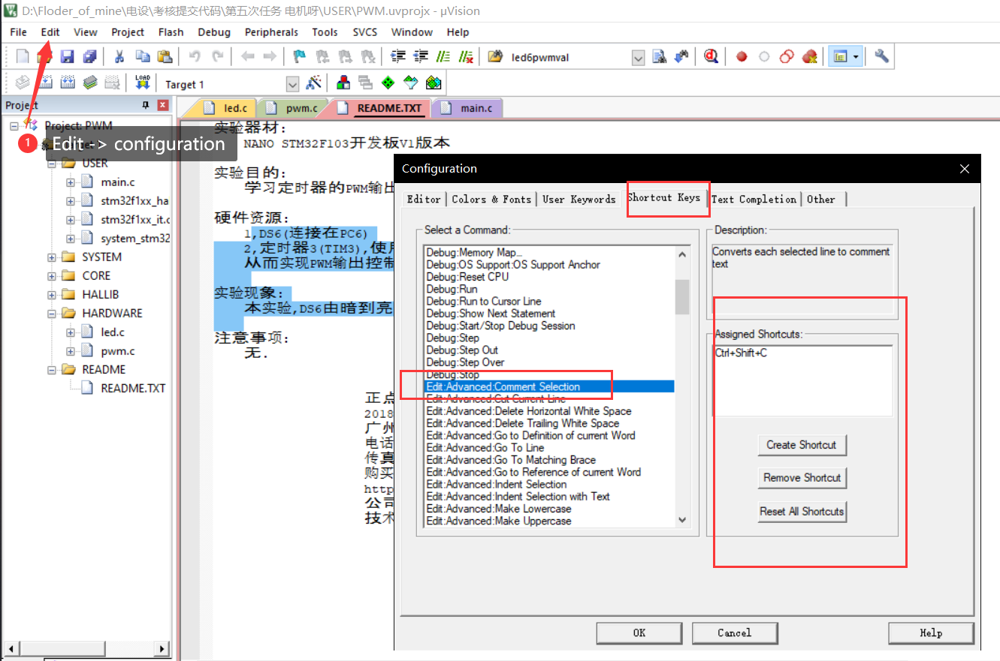 D:\Floder_of_mine\电设\考核提交代码\第五次任务 电机呀\USER\PWM.uvprojx - µVision
File Edit View Project Flash Debug Peripherals Tools SVCS Window Help
led6pwmval
LOAD
Target 1
Project
led.c
pwm.c
README.TXT
main.c
Project: PWM
1
Edit -> configuration
USER
main.c
stm32f1xx_ha
stm32f1xx_it.c
system_stm32
SYSTEM
CORE
HALLIB
HARDWARE
led.c
pwm.c
README
README.TXT
实验器材:
NANO STM32F103开发板V1版本
实验目的:
学习定时器的PWM输出
硬件资源:
1,DS6(连接在PC6)
2,定时器3(TIM3),使用
从而实现PWM输出控制
实验现象:
本实验,DS6由暗到亮
注意事项:
无.
正点
2018
广州
电话
传真
购买
http
公司
技术
Configuration
Editor
Colors & Fonts
User Keywords
Shortcut Keys
Text Completion
Other
Select a Command:
Debug:Memory Map...
Debug:OS Support:OS Support Anchor
Debug:Reset CPU
Debug:Run
Debug:Run to Cursor Line
Debug:Show Next Statement
Debug:Start/Stop Debug Session
Debug:Step
Debug:Step Out
Debug:Step Over
Debug:Stop
Edit:Advanced:Comment Selection
Edit:Advanced:Cut Current Line
Edit:Advanced:Delete Horizontal White Space
Edit:Advanced:Delete Trailing White Space
Edit:Advanced:Go to Definition of current Word
Edit:Advanced:Go To Line
Edit:Advanced:Go To Matching Brace
Edit:Advanced:Go to Reference of current Word
Edit:Advanced:Indent Selection
Edit:Advanced:Indent Selection with Text
Edit:Advanced:Make Lowercase
Edit:Advanced:Make Uppercase
Description:
Converts each selected line to comment
text
Assigned Shortcuts:
Ctrl+Shift+C
Create Shortcut
Remove Shortcut
Reset All Shortcuts
OK
Cancel
Help